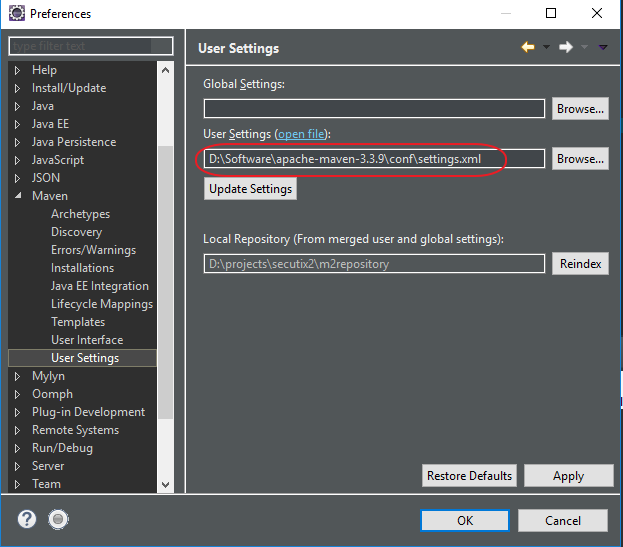 Preferences
type filter text
Help
Install/Update
Java
Java EE
Java Persistence
JavaScript
JSON
Maven
Archetypes
Discovery
Errors/Warnings
Installations
Java EE Integration
Lifecycle Mappings
Templates
User Interface
User Settings
Mylyn
Oomph
Plug-in Development
Remote Systems
Run/Debug
Server
Team
User Settings
Global Settings:
Browse...
User Settings (open file):
D:\Software\apache-maven-3.3.9\conf\settings.xml
Browse...
Update Settings
Local Repository (From merged user and global settings):
D:\projects\secutix2\m2repository
Reindex
Restore Defaults Apply
? OK Cancel